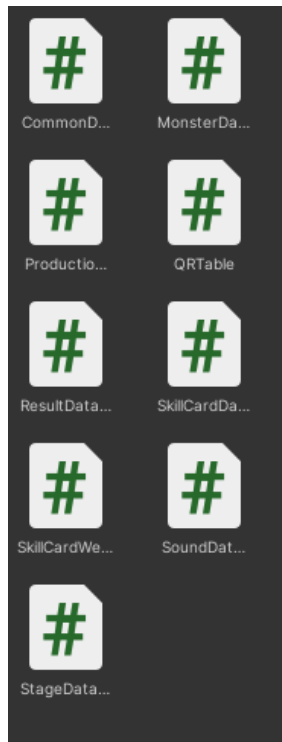 CommonD...
MonsterDa...
Productio...
QRTable
ResultData...
SkillCardDa...
SkillCardWe...
SoundDat...
StageData...